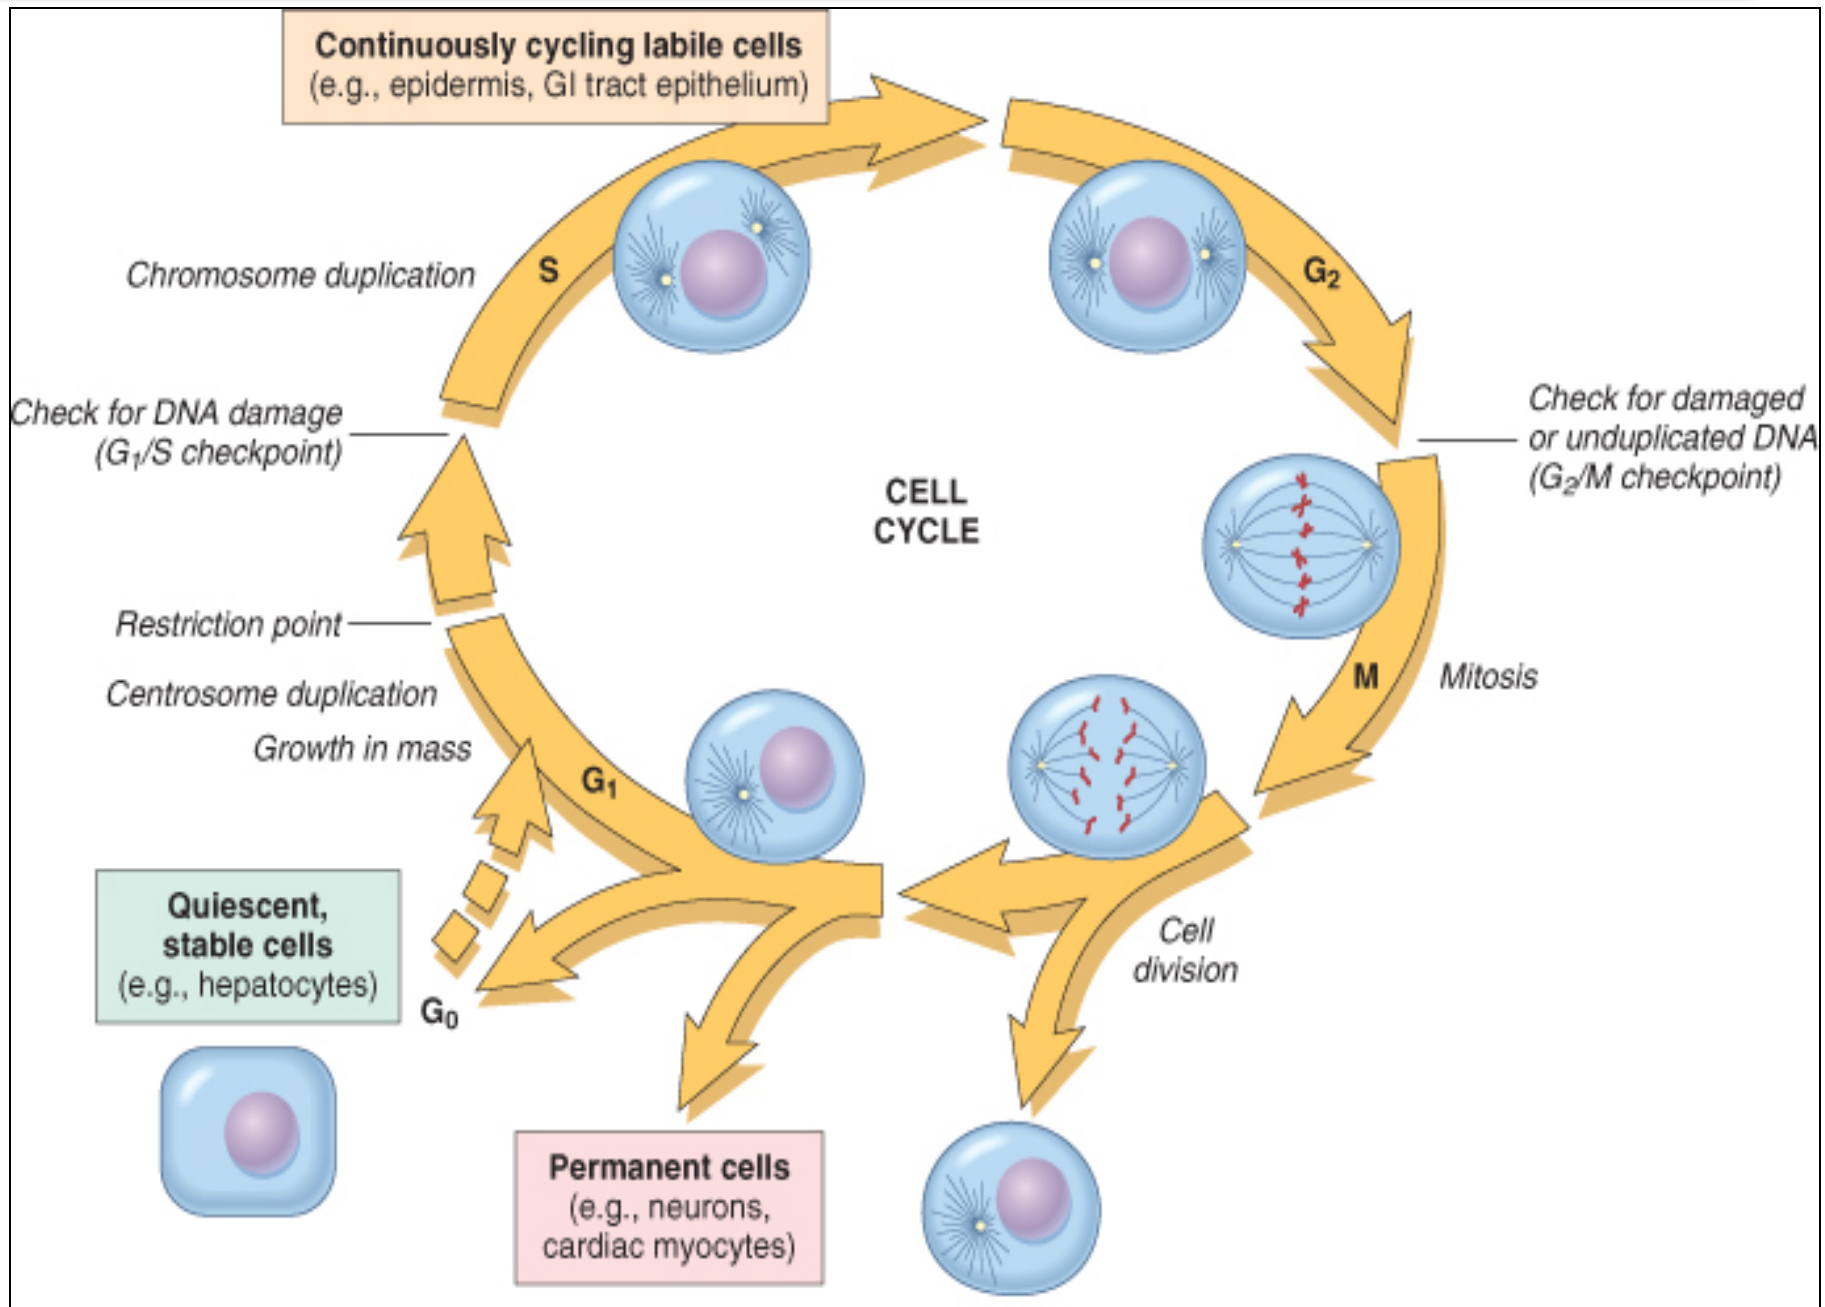 Continuously cycling labile cells
(e.g., epidermis, GI tract epithelium)
S
G₂
Chromosome duplication
Check for DNA damage
(G₁/S checkpoint)
Check for damaged
or unduplicated DNA
(G₂/M checkpoint)
CELL
CYCLE
Restriction point
Centrosome duplication
Growth in mass
G₁
M
Mitosis
Cell
division
Quiescent,
stable cells
(e.g., hepatocytes)
G₀
Permanent cells
(e.g., neurons,
cardiac myocytes)